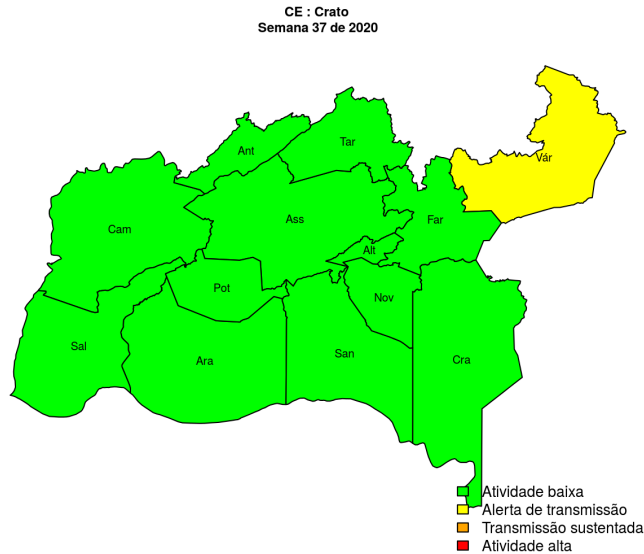 CE : Crato
Semana 37 de 2020
Ant
Tar
Vár
Cam
Ass
Far
Alt
Pot
Nov
Sal
Ara
San
Cra
Atividade baixa
Alerta de transmissão
Transmissão sustentada
Atividade alta